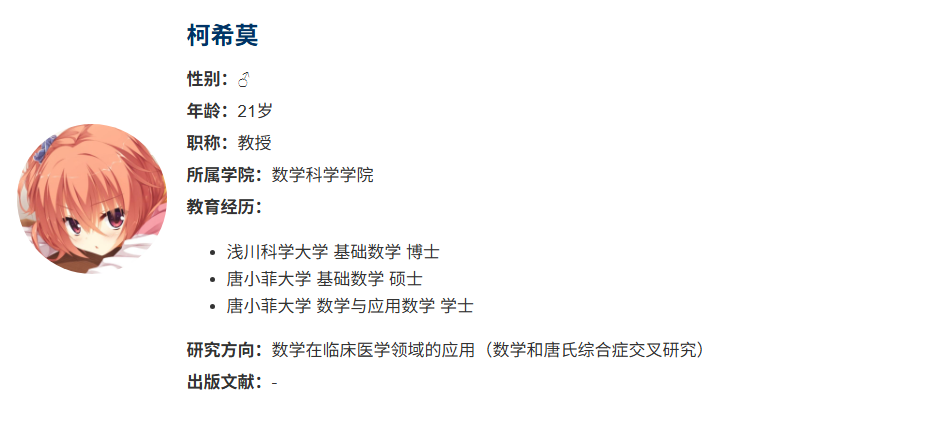 柯希莫
性别：♂
年龄：21岁
职称：教授
所属学院：数学科学学院
教育经历：
• 浅川科学大学 基础数学 博士
• 唐小菲大学 基础数学 硕士
• 唐小菲大学 数学与应用数学 学士
研究方向：数学在临床医学领域的应用（数学和唐氏综合症交叉研究）
出版文献：-